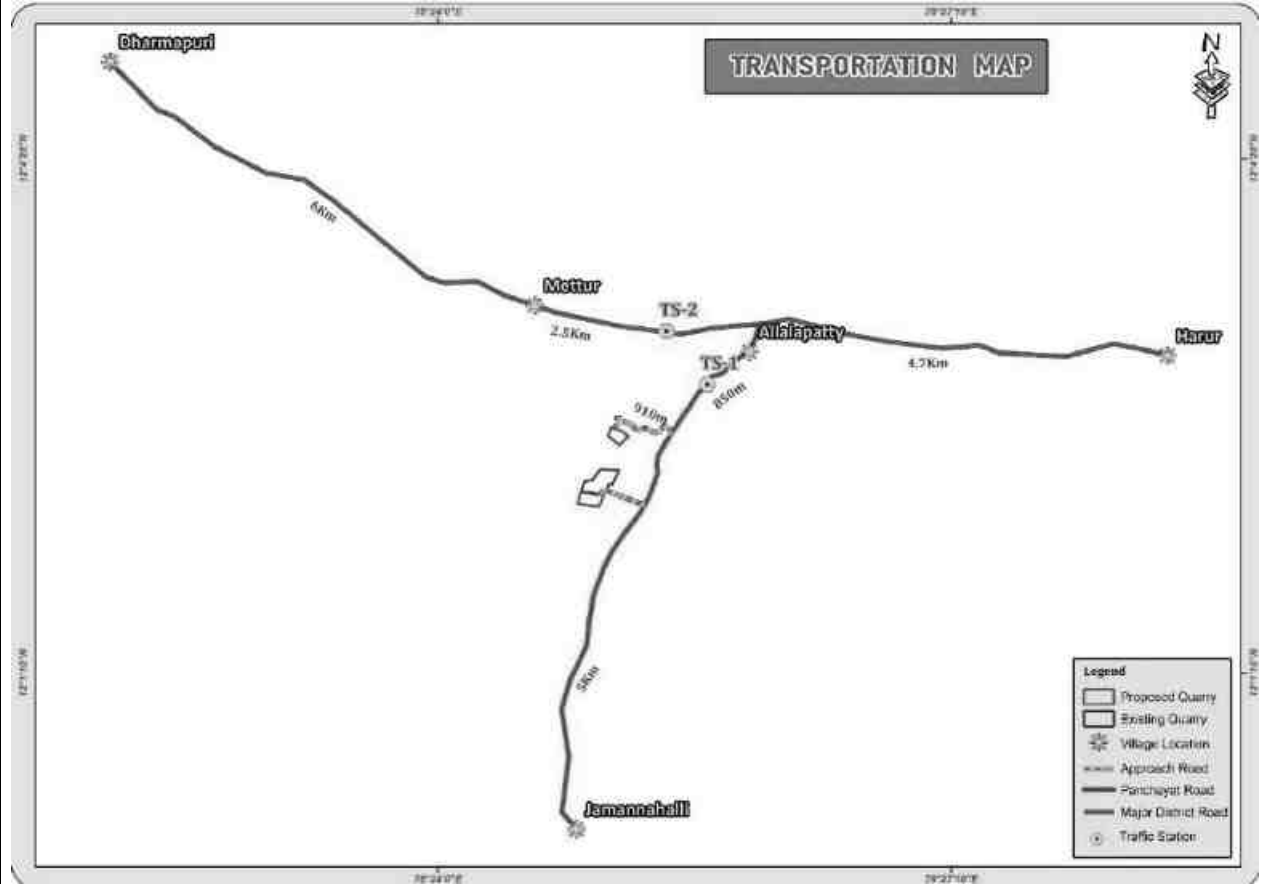 Dharmapuri
TRANSPORTATION MAP
N
6Km
Mottur
TS-2
2.5Km
Allalapatty
Harur
4.7Km
TS-1
850m
910m
5Km
Jamannahalli
Legend
Proposed Quarry
Existing Quarry
Village Location
Approach Road
Panchayat Road
Major District Road
Traffic Station